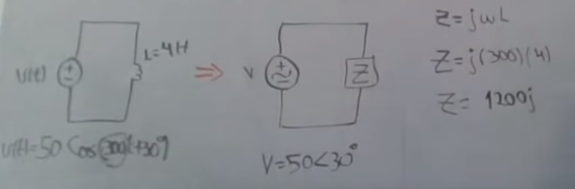 L=4H
V(t)
V(t)=50 Cos(300t+30°)
V
Z
V=50<30°
Z=jωL
Z=j(300)(4)
Z=1200j